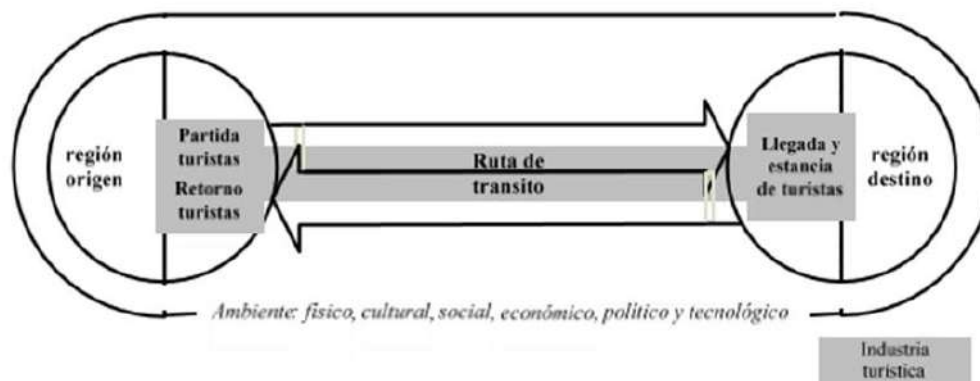 región
origen
Partida
turistas
Retorno
turistas
Ruta de
transito
Llegada y
estancia
de turistas
región
destino
Ambiente: físico, cultural, social, económico, político y tecnológico
Industria
turística